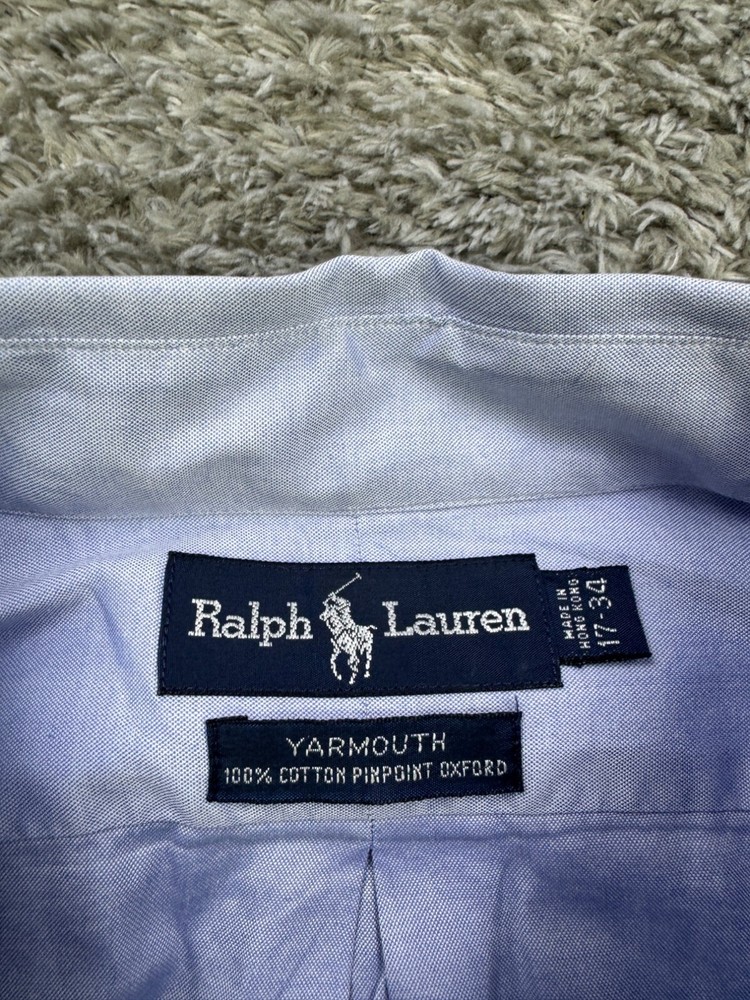 Ralph Lauren
MADE IN
HONG KONG
17-34
YARMOUTH
100% COTTON PINPOINT OXFORD